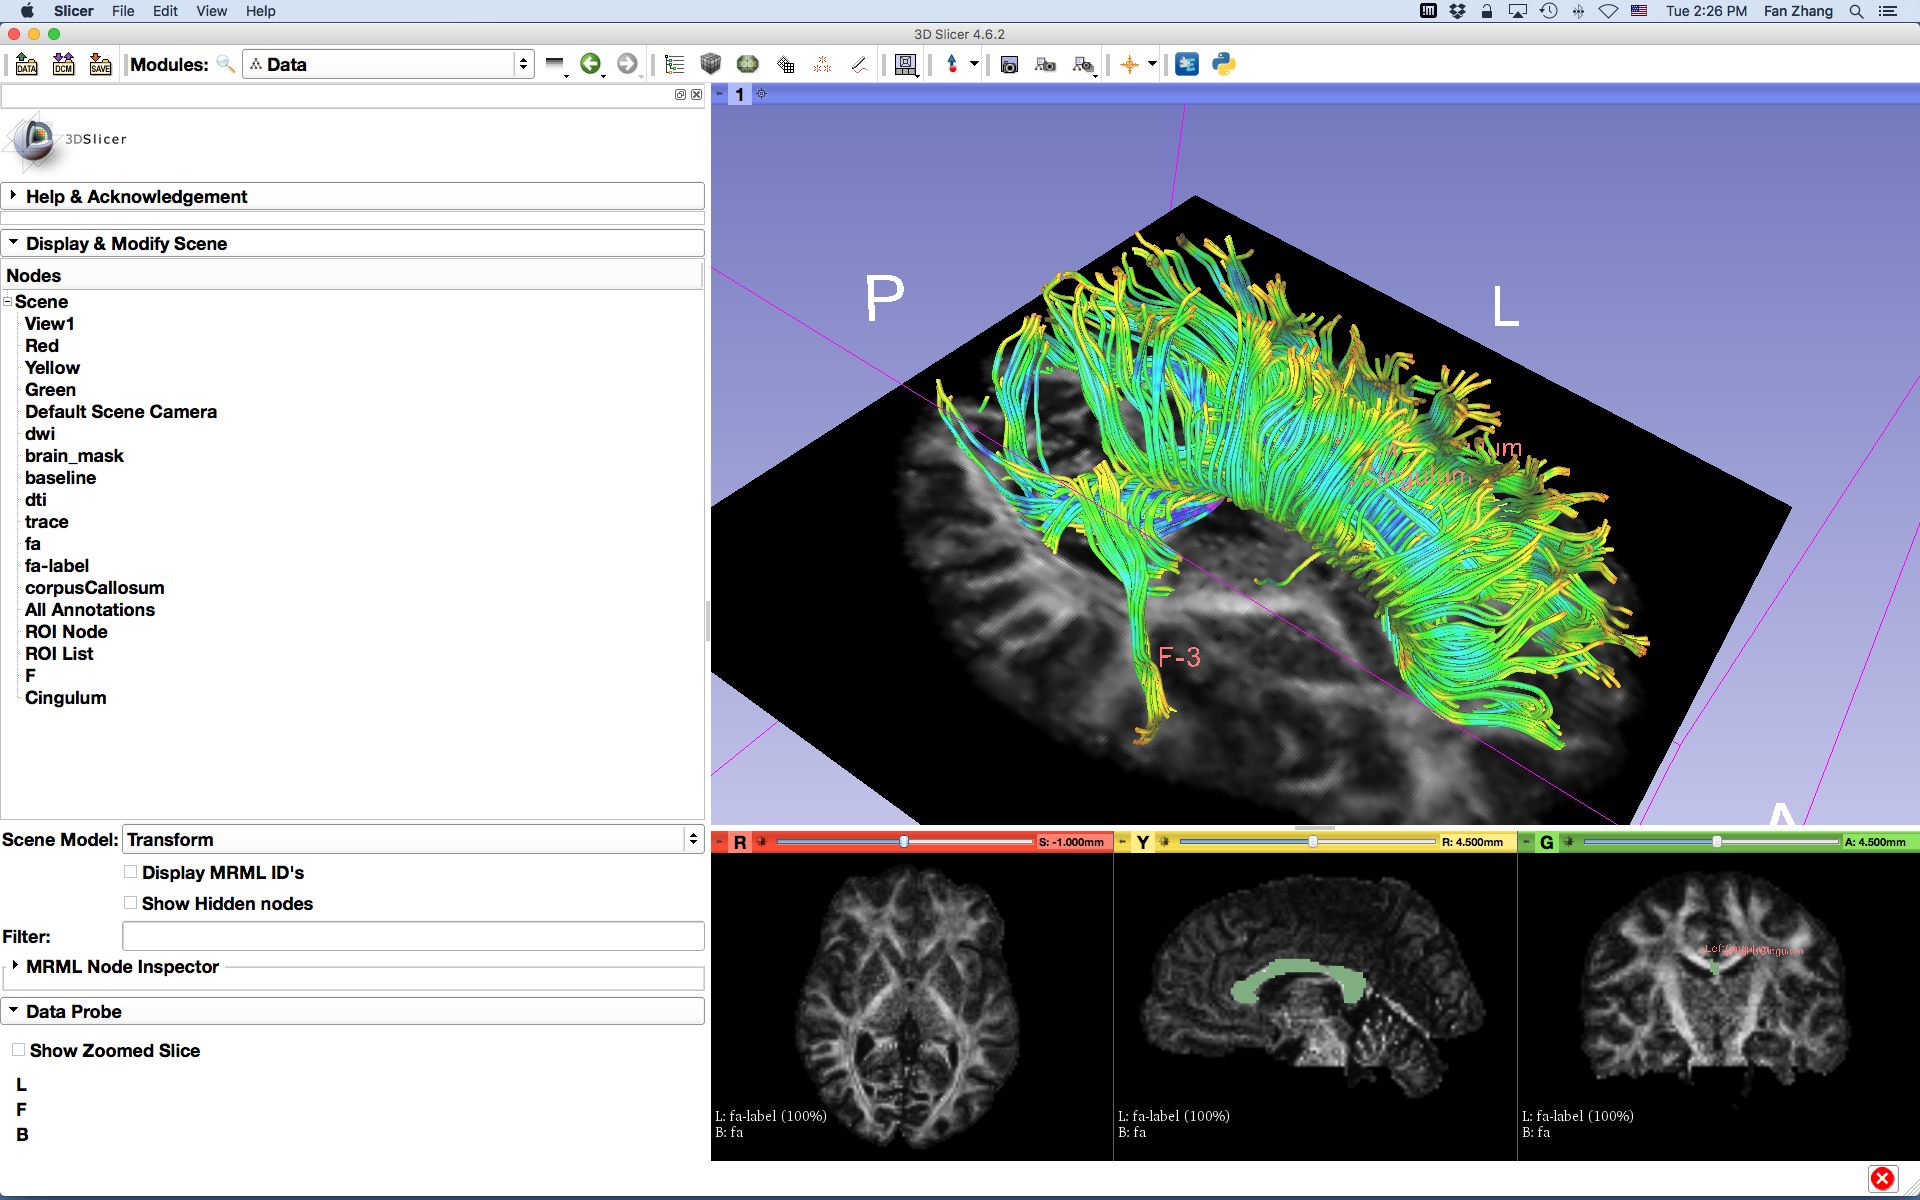 Slicer File Edit View Help
Tue 2:26 PM Fan Zhang
3D Slicer 4.6.2
DATA DCM SAVE Modules: Data
1
3DSlicer
Help & Acknowledgement
Display & Modify Scene
Nodes
Scene
View1
Red
Yellow
Green
Default Scene Camera
dwi
brain_mask
baseline
dti
trace
fa
fa-label
corpusCallosum
All Annotations
ROI Node
ROI List
F
Cingulum
Scene Model: Transform
Display MRML ID's
Show Hidden nodes
Filter:
MRML Node Inspector
Data Probe
Show Zoomed Slice
L
F
B
P
L
F-3
A
R S: -1.000mm
Y R: 4.500mm
G A: 4.500mm
L: fa-label (100%)
B: fa
L: fa-label (100%)
B: fa
L: fa-label (100%)
B: fa